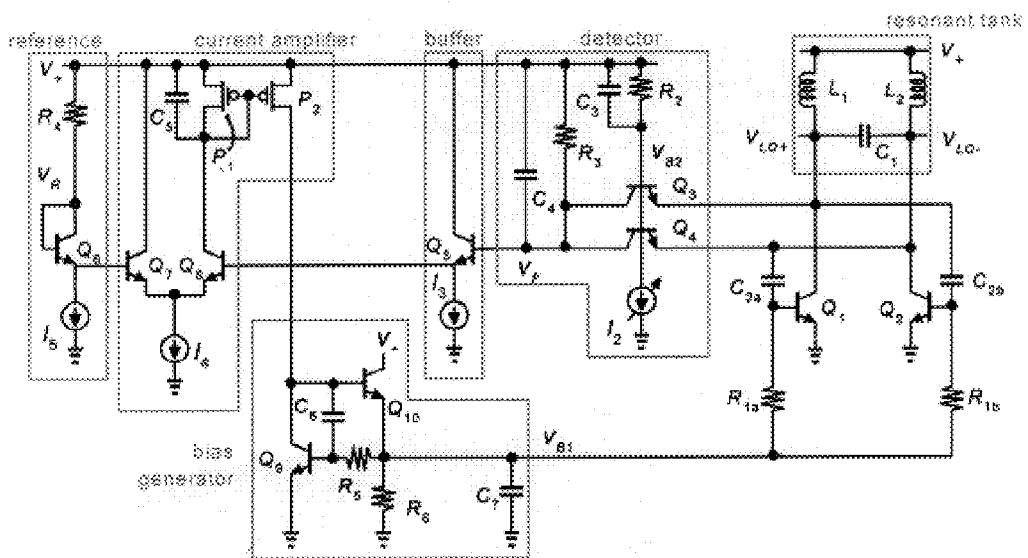 resonant tank
reference
current amplifier
buffer
detector
V+
V+
R4
C5
P2
P1
C3
R2
L1
L2
VLO+
C1
VLO-
VR
R3
VB2
C4
Q3
Q4
Q6
Q7
Q8
Q5
VF
C2a
C2b
Q1
Q2
I5
I4
I3
I2
V+
C6
Q10
R1a
R1b
bias
generator
Q9
R5
R6
VB1
C7